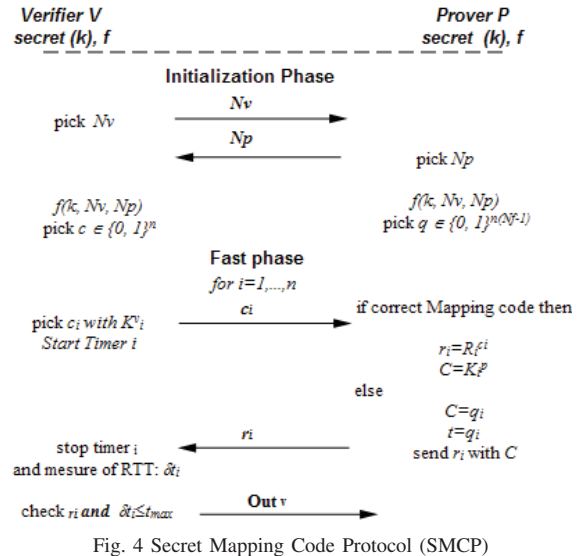 Verifier V
Prover P
secret (k), f
secret (k), f
Initialization Phase
pick Nv
Nv
Np
pick Np
f(k, Nv, Np)
pick c ∈ {0, 1}ⁿ
f(k, Nv, Np)
pick q ∈ {0, 1}ⁿ⁽ᴺᶠ⁻¹⁾
Fast phase
for i=1,...,n
pick ci with Kᵛi
Start Timer i
ci
if correct Mapping code then
ri=Riᶜⁱ
C=Kiᵖ
else
C=qi
t=qi
send ri with C
ri
stop timer i
and mesure of RTT: δti
check ri and δti≤tmax
Out v
Fig. 4 Secret Mapping Code Protocol (SMCP)